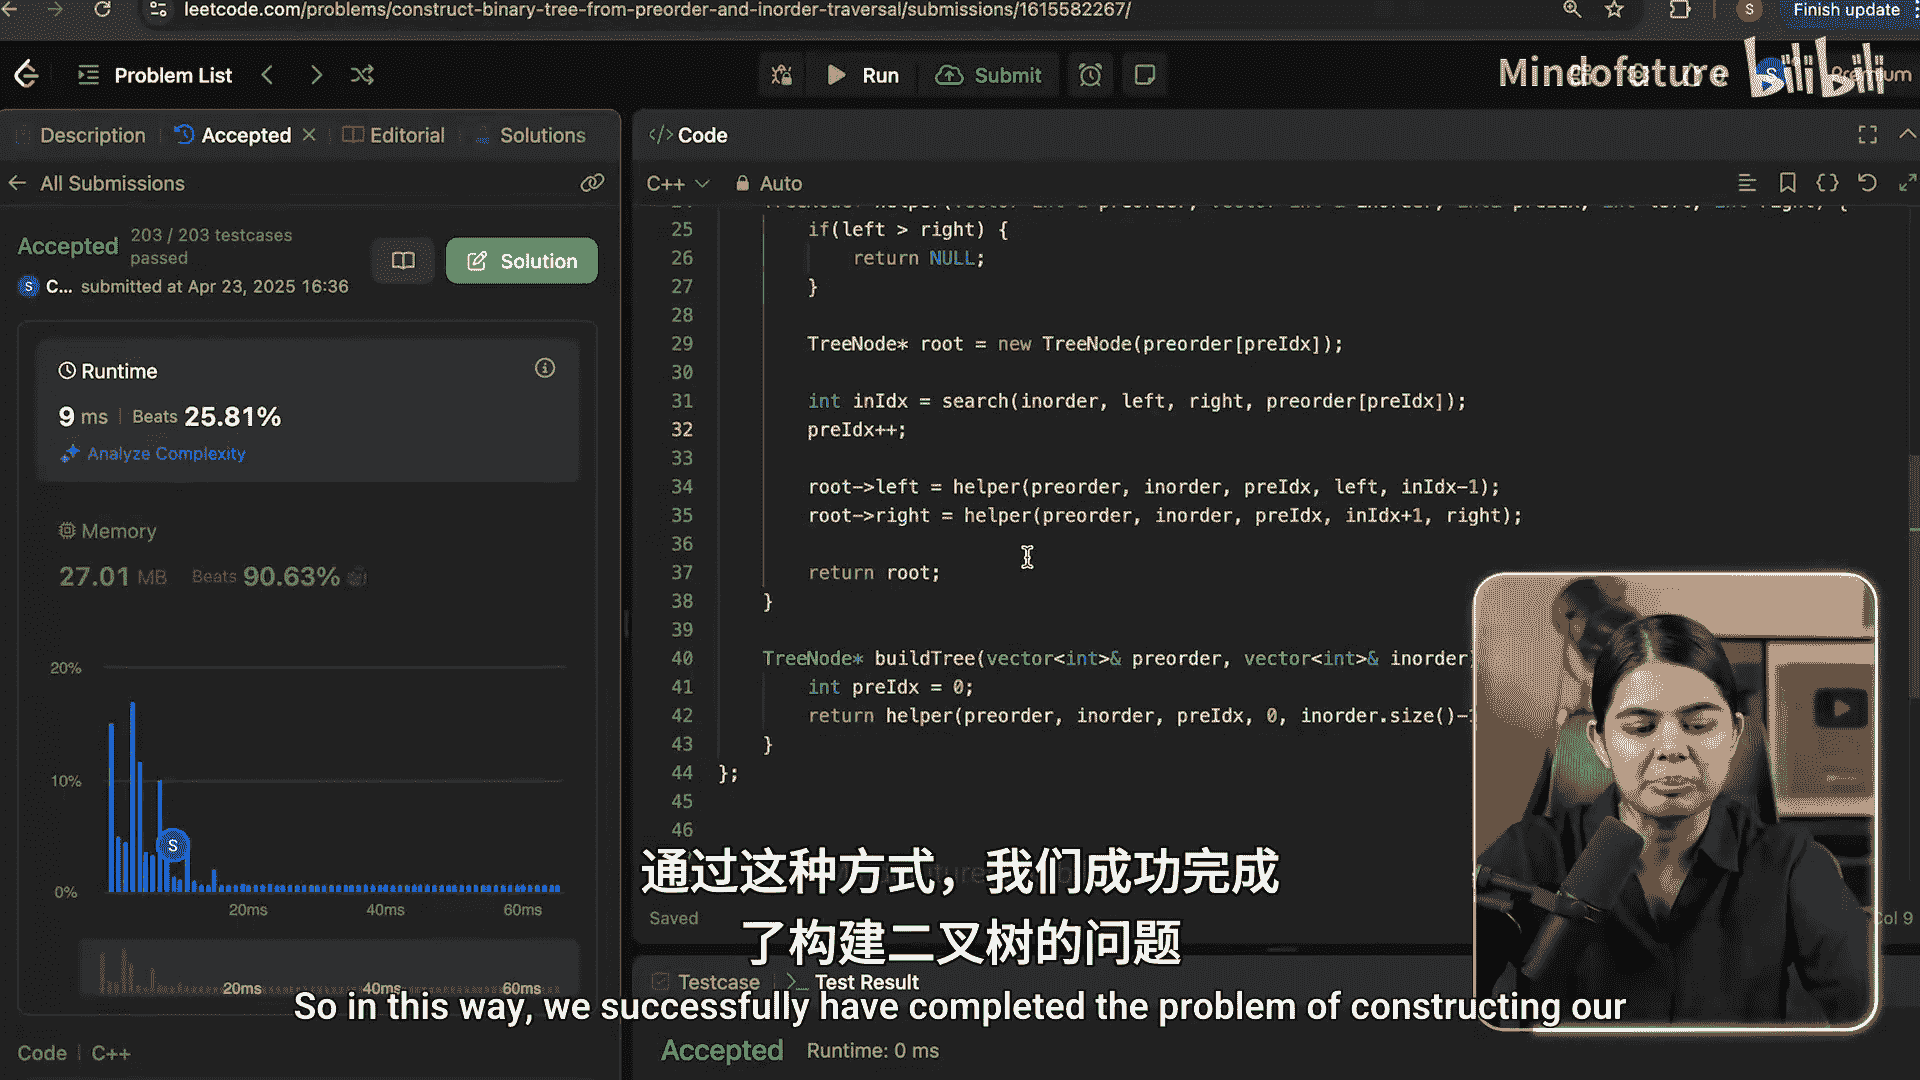 leetcode.com/problems/construct-binary-tree-from-preorder-and-inorder-traversal/submissions/1615582267/
S
Finish update
Problem List
Run
Submit
Mindofuture
bilibili
Description
Accepted
Editorial
Solutions
All Submissions
Accepted
203 / 203 testcases
passed
Solution
S C... submitted at Apr 23, 2025 16:36
Runtime
9 ms | Beats 25.81%
Analyze Complexity
Memory
27.01 MB
Beats 90.63%
20%
10%
0%
S
20ms
40ms
60ms
20ms
40ms
60ms
Code | C++
</> Code
C++
Auto
25 if(left > right) {
26 return NULL;
27 }
28
29 TreeNode* root = new TreeNode(preorder[preIdx]);
30
31 int inIdx = search(inorder, left, right, preorder[preIdx]);
32 preIdx++;
33
34 root->left = helper(preorder, inorder, preIdx, left, inIdx-1);
35 root->right = helper(preorder, inorder, preIdx, inIdx+1, right);
36
37 return root;
38 }
39
40 TreeNode* buildTree(vector<int>& preorder, vector<int>& inorder)
41 int preIdx = 0;
42 return helper(preorder, inorder, preIdx, 0, inorder.size()-1
43 }
44 };
45
46
Saved
Col 9
通过这种方式，我们成功完成
了构建二叉树的问题
Testcase
Test Result
So in this way, we successfully have completed the problem of constructing our
Accepted
Runtime: 0 ms